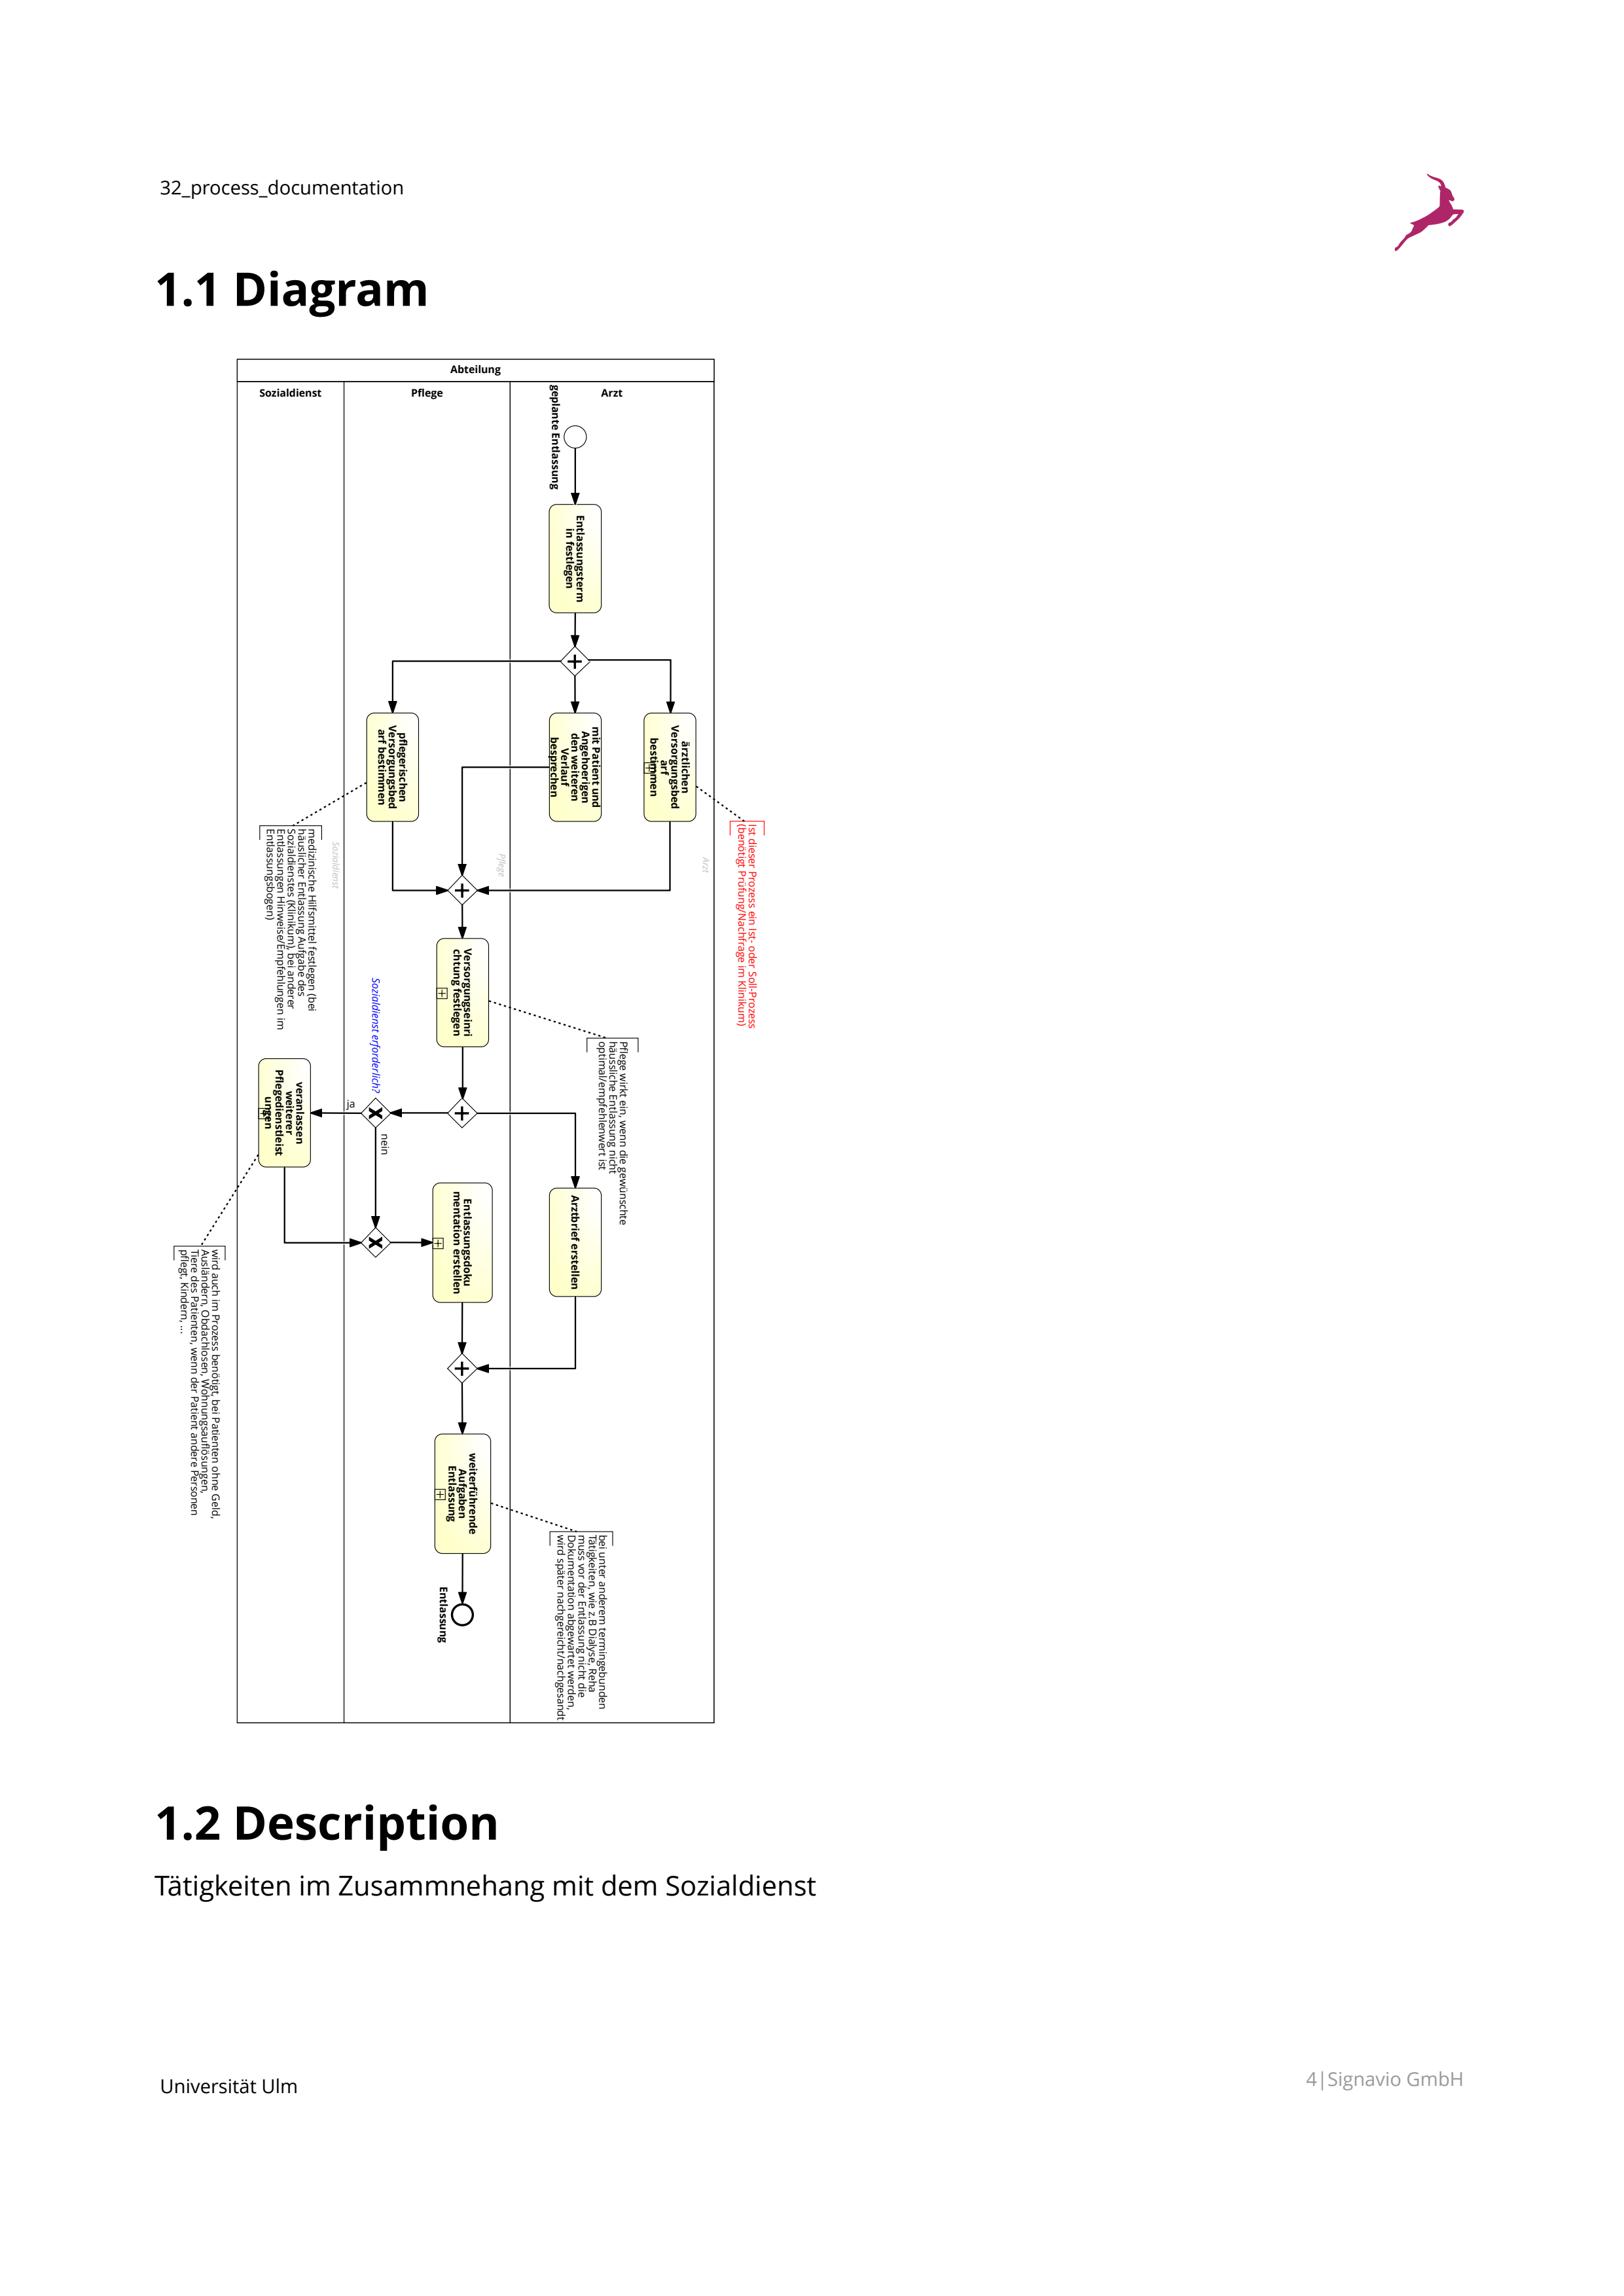 32_process_documentation
1.1 Diagram
Abteilung
Sozialdienst
Pflege
Arzt
geplante Entlassung
Entlassungsterm
in festlegen
ärztlichen
Versorgungsbed
arf
bestimmen
mit Patient und
Angehoerigen
den weiteren
Verlauf
besprechen
pflegerischen
Versorgungsbed
arf bestimmen
Ist dieser Prozess ein Ist- oder Soll-Prozess
(benötigt Prüfung/Nachfrage im Klinikum)
Arzt
Pflege
Sozialdienst
medizinische Hilfsmittel festlegen (bei
häuslicher Entlassung Aufgabe des
Sozialdienstes (Klinikum), bei anderer
Entlassungen Hinweise/Empfehlungen im
Entlassungsbogen)
Versorgungseinri
chtung festlegen
Pflege wirkt ein, wenn die gewünschte
häussliche Entlassung nicht
optimal/empfehlenwert ist
Sozialdienst erforderlich?
ja
nein
veranlassen
weiterer
Pflegedienstleist
ungen
Entlassungsdoku
mentation erstellen
Arztbrief erstellen
wird auch im Prozess benötigt, bei Patienten ohne Geld,
Ausländern, Obdachlosen, Wohnungsauflösungen,
Tiere des Patienten, wenn der Patient andere Personen
pflegt, Kindern, ...
weiterführende
Aufgaben
Entlassung
bei unter anderem termingebunden
Tätigkeiten, wie z.B Dialyse, Reha
muss vor der Entlassung nicht die
Dokumentation abgewartet werden,
wird später nachgereicht/nachgesandt
Entlassung
1.2 Description
Tätigkeiten im Zusammnehang mit dem Sozialdienst
Universität Ulm
4|Signavio GmbH